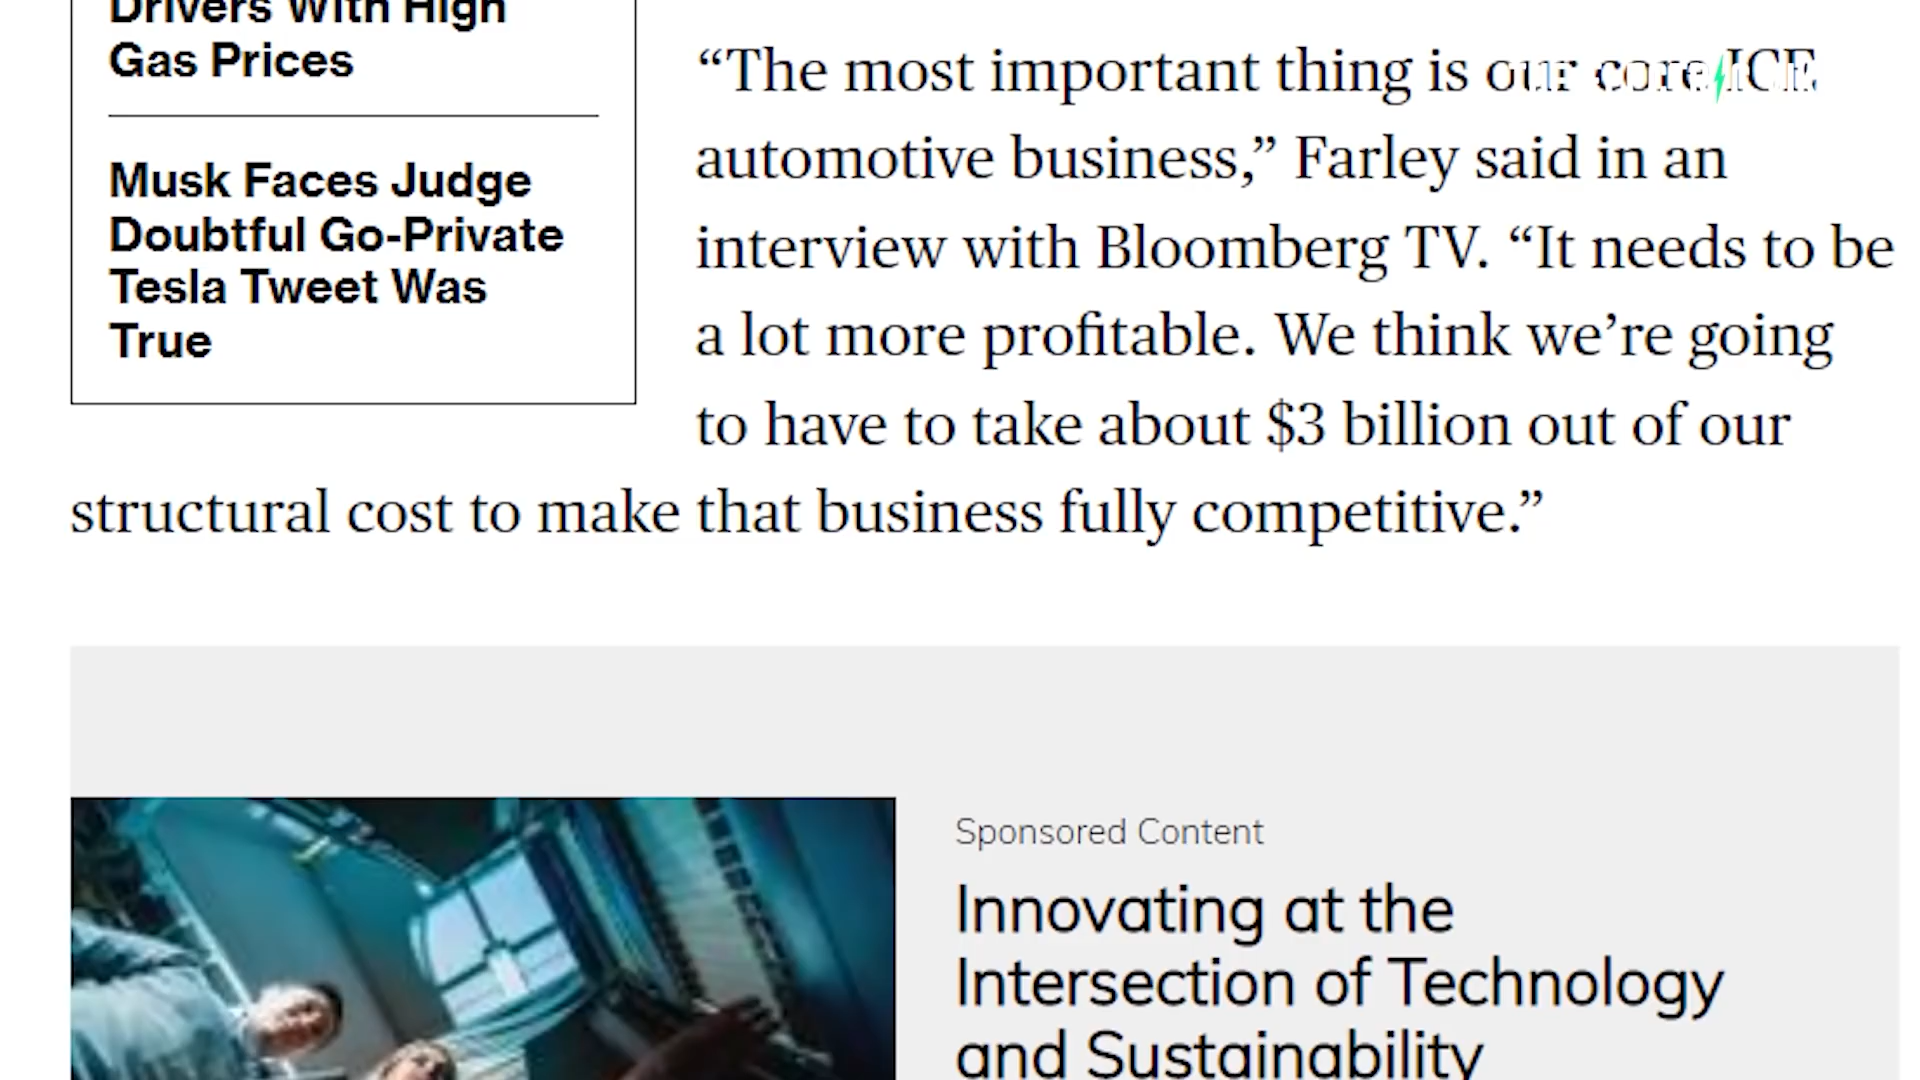 Drivers With High
Gas Prices
Musk Faces Judge
Doubtful Go-Private
Tesla Tweet Was
True
“The most important thing is our core ICE
automotive business,” Farley said in an
interview with Bloomberg TV. “It needs to be
a lot more profitable. We think we’re going
to have to take about $3 billion out of our
structural cost to make that business fully competitive.”
Sponsored Content
Innovating at the
Intersection of Technology
and Sustainability